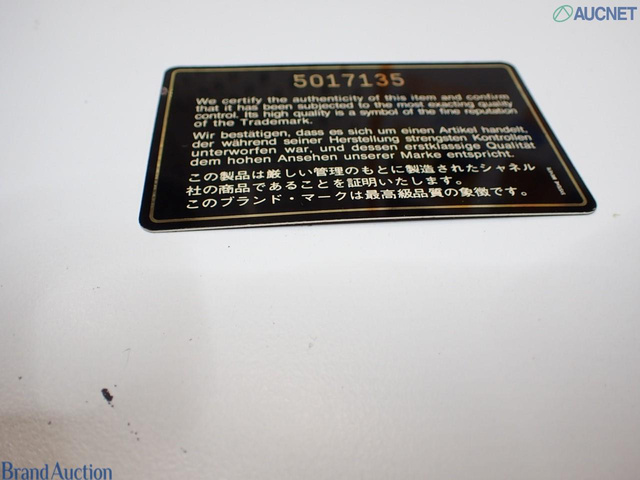 AUCNET
5017135
We certify the authenticity of this item and confirm
that it has been subjected to the most exacting quality
control. Its high quality is a symbol of the fine reputation
of the Trademark.
Wir bestätigen, dass es sich um einen Artikel handelt,
der während seiner Herstellung strengsten Kontrollen
unterworfen war, und dessen erstklassige Qualität
dem hohen Ansehen unserer Marke entspricht.
この製品は厳しい管理のもとに製造されたシャネル
社の商品であることを証明いたします。
このブランド・マークは最高級品質の象徴です。
Brand Auction